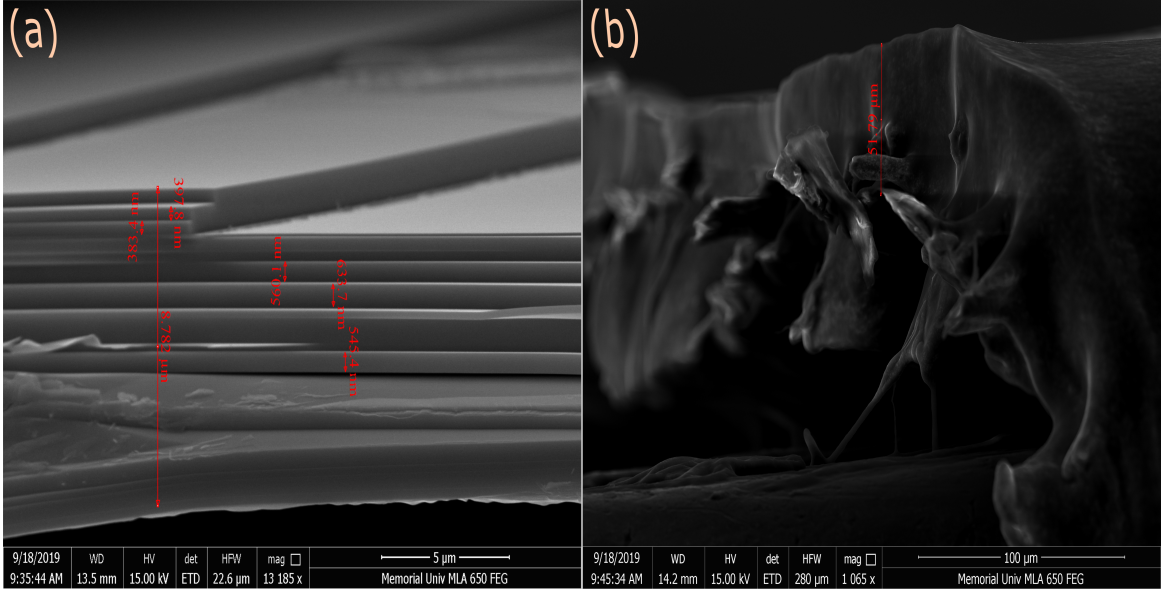 (a)
397.8 nm
383.4 nm
590.1 nm
633.7 nm
545.4 nm
8.782 µm
9/18/2019 WD HV det HFW mag □ 5 µm
9:35:44 AM 13.5 mm 15.00 kV ETD 22.6 µm 13 185 x Memorial Univ MLA 650 FEG
(b)
51.29 µm
9/18/2019 WD HV det HFW mag □ 100 µm
9:45:34 AM 14.2 mm 15.00 kV ETD 280 µm 1 065 x Memorial Univ MLA 650 FEG